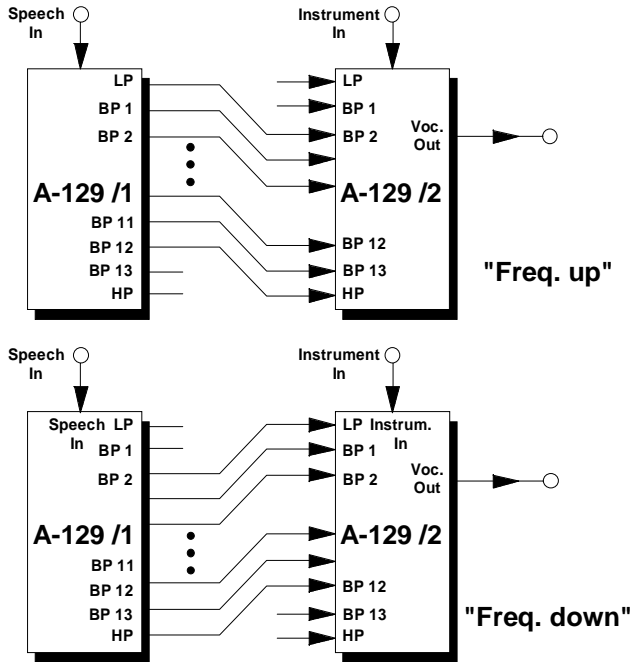 Speech
In
Instrument
In
LP
BP 1
BP 2
A-129 /1
BP 11
BP 12
BP 13
HP
LP
BP 1
BP 2
Voc.
Out
A-129 /2
BP 12
BP 13
HP
"Freq. up"
Speech
In
Instrument
In
Speech LP
In
BP 1
BP 2
A-129 /1
BP 11
BP 12
BP 13
HP
LP Instrum.
In
BP 1
BP 2
Voc.
Out
A-129 /2
BP 12
BP 13
HP
"Freq. down"